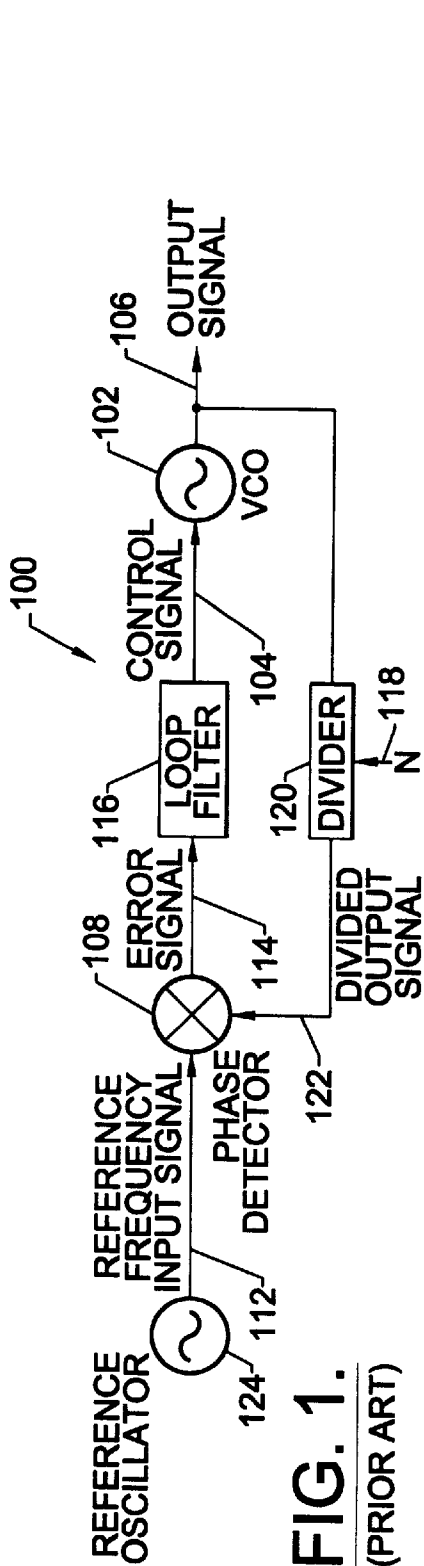 100
REFERENCE
OSCILLATOR
124
REFERENCE
FREQUENCY
INPUT SIGNAL
112
108
PHASE
DETECTOR
ERROR
SIGNAL
114
116
LOOP
FILTER
CONTROL
SIGNAL
104
102
VCO
106
OUTPUT
SIGNAL
122
DIVIDED
OUTPUT
SIGNAL
120
DIVIDER
118
N
FIG. 1.
(PRIOR ART)